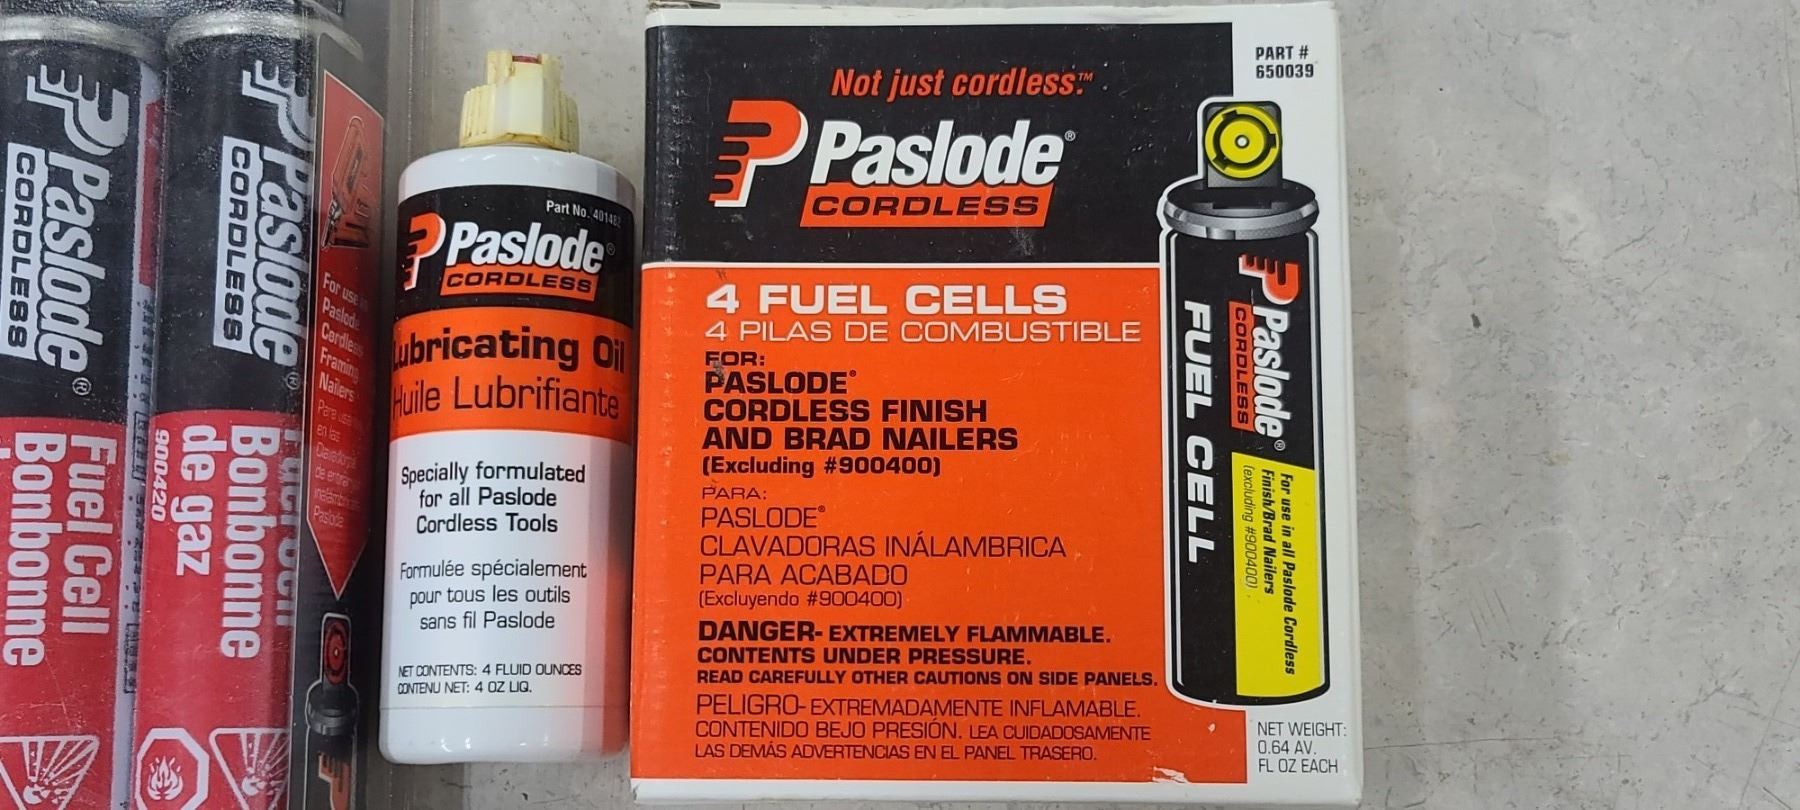 Paslode®
CORDLESS
Fuel Cell
Bonbonne
Paslode®
CORDLESS
Bonbonne
de gaz
900420
For use
Paslode
Cordless
Framing
Nailers
Part No. 401482
Paslode®
CORDLESS
Lubricating Oil
Huile Lubrifiante
Specially formulated
for all Paslode
Cordless Tools
Formulée spécialement
pour tous les outils
sans fil Paslode
NET CONTENTS: 4 FLUID OUNCES
CONTENU NET: 4 OZ LIQ.
Not just cordless.™
Paslode®
CORDLESS
4 FUEL CELLS
4 PILAS DE COMBUSTIBLE
FOR:
PASLODE®
CORDLESS FINISH
AND BRAD NAILERS
(Excluding #900400)
PARA:
PASLODE®
CLAVADORAS INÁLAMBRICA
PARA ACABADO
(Excluyendo #900400)
DANGER- EXTREMELY FLAMMABLE.
CONTENTS UNDER PRESSURE.
READ CAREFULLY OTHER CAUTIONS ON SIDE PANELS.
PELIGRO- EXTREMADAMENTE INFLAMABLE.
CONTENIDO BEJO PRESIÓN. LEA CUIDADOSAMENTE
LAS DEMÁS ADVERTENCIAS EN EL PANEL TRASERO.
PART #
650039
Paslode®
CORDLESS
FUEL CELL
For use in all Paslode Cordless
Finish/Brad Nailers
(excluding #900400)
NET WEIGHT:
0.64 AV.
FL OZ EACH